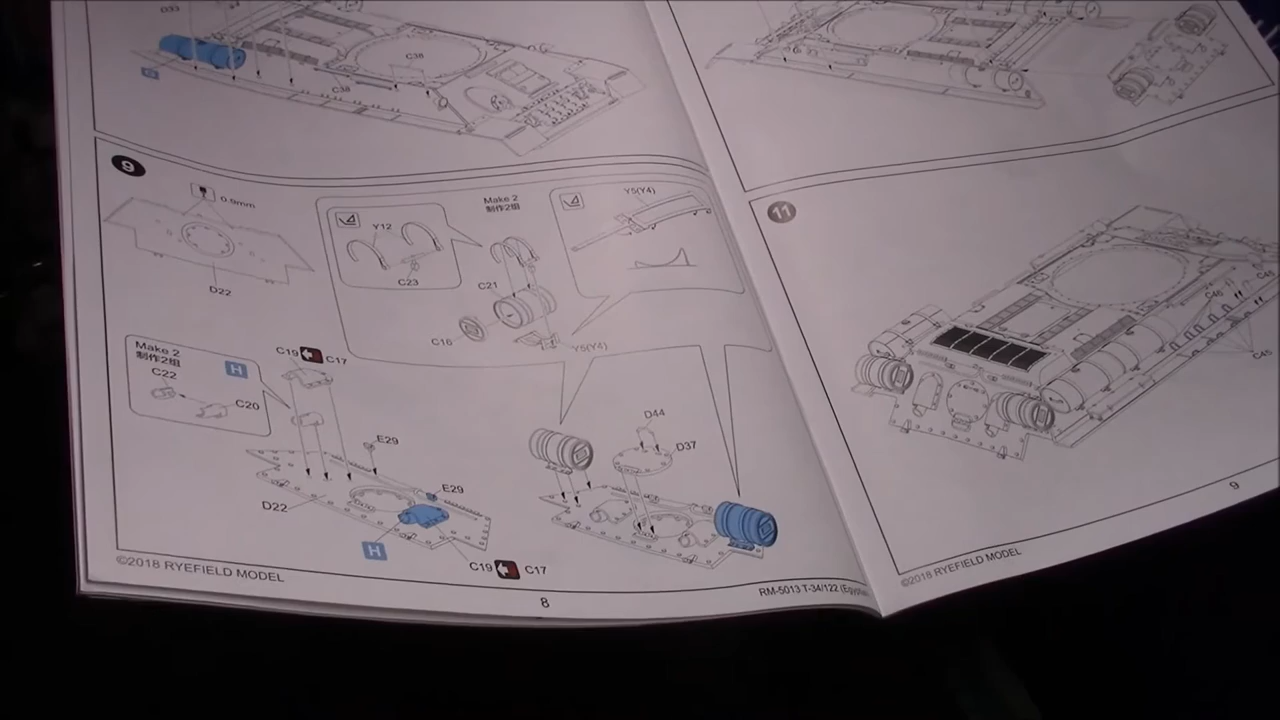 D33
G
C38
C38
9
0.9mm
D22
Y12
C23
Make 2
制作2组
C21
C16
Y5(Y4)
Y5(Y4)
Make 2
制作2组
H
C22
C20
C19 C17
E29
E29
D22
H
C19 C17
D44
D37
©2018 RYEFIELD MODEL
8
RM-5013 T-34/122 (Egyptia
11
C46
C45
©2018 RYEFIELD MODEL
9